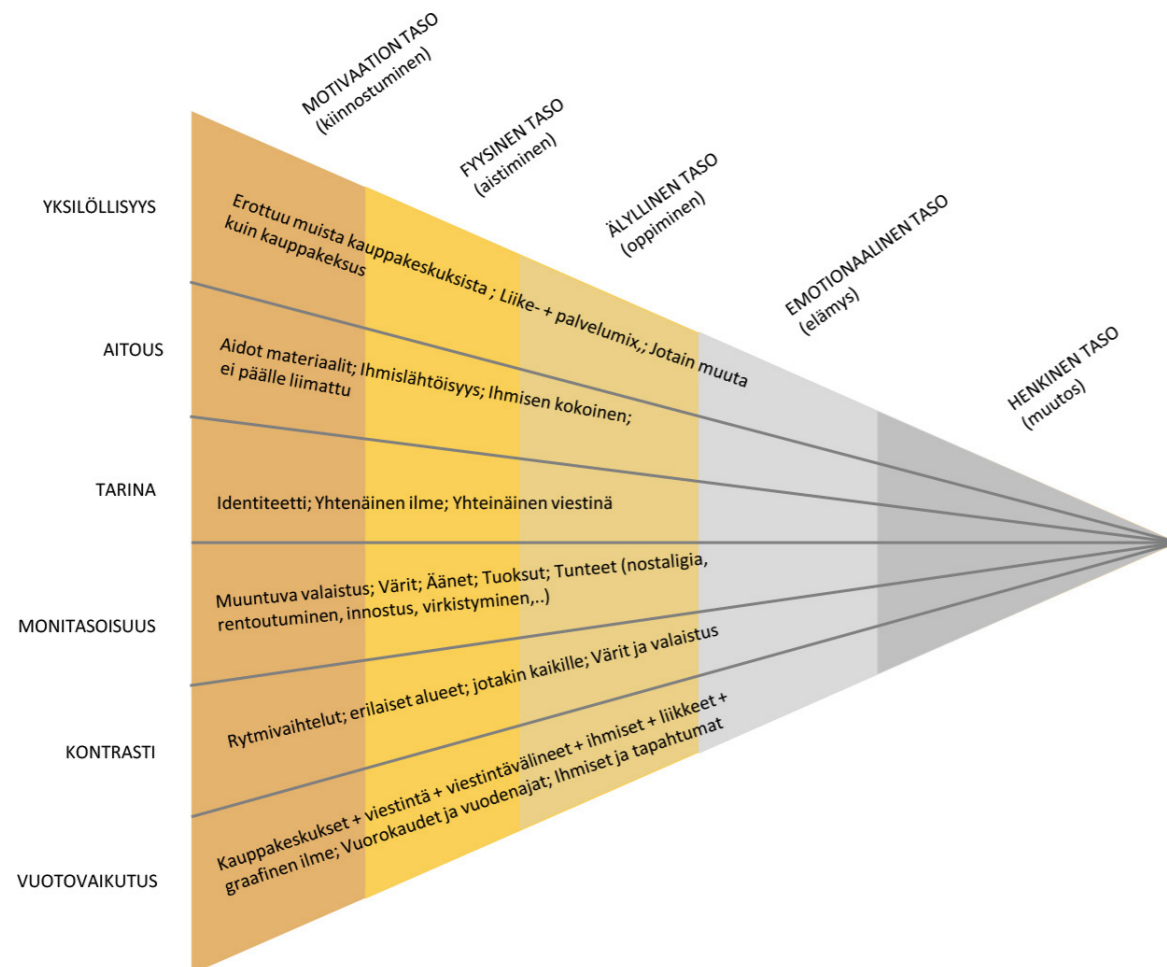 MOTIVAATION TASO
(kiinnostuminen)
FYYSINEN TASO
(aistiminen)
ÄLYLLINEN TASO
(oppiminen)
EMOTIONAALINEN TASO
(elämys)
HENKINEN TASO
(muutos)
YKSILÖLLISYYS
Erottuu muista kauppakeskuksista ; Liike- + palvelumix,; Jotain muuta
kuin kauppakeksus
AITOUS
Aidot materiaalit; Ihmislähtöisyys; Ihmisen kokoinen;
ei päälle liimattu
TARINA
Identiteetti; Yhtenäinen ilme; Yhteinäinen viestinä
MONITASOISUUS
Muuntuva valaistus; Värit; Äänet; Tuoksut; Tunteet (nostaligia,
rentoutuminen, innostus, virkistyminen,..)
KONTRASTI
Rytmivaihtelut; erilaiset alueet; jotakin kaikille; Värit ja valaistus
VUOTOVAIKUTUS
Kauppakeskukset + viestintä + viestintävälineet + ihmiset + liikkeet +
graafinen ilme; Vuorokaudet ja vuodenajat; Ihmiset ja tapahtumat